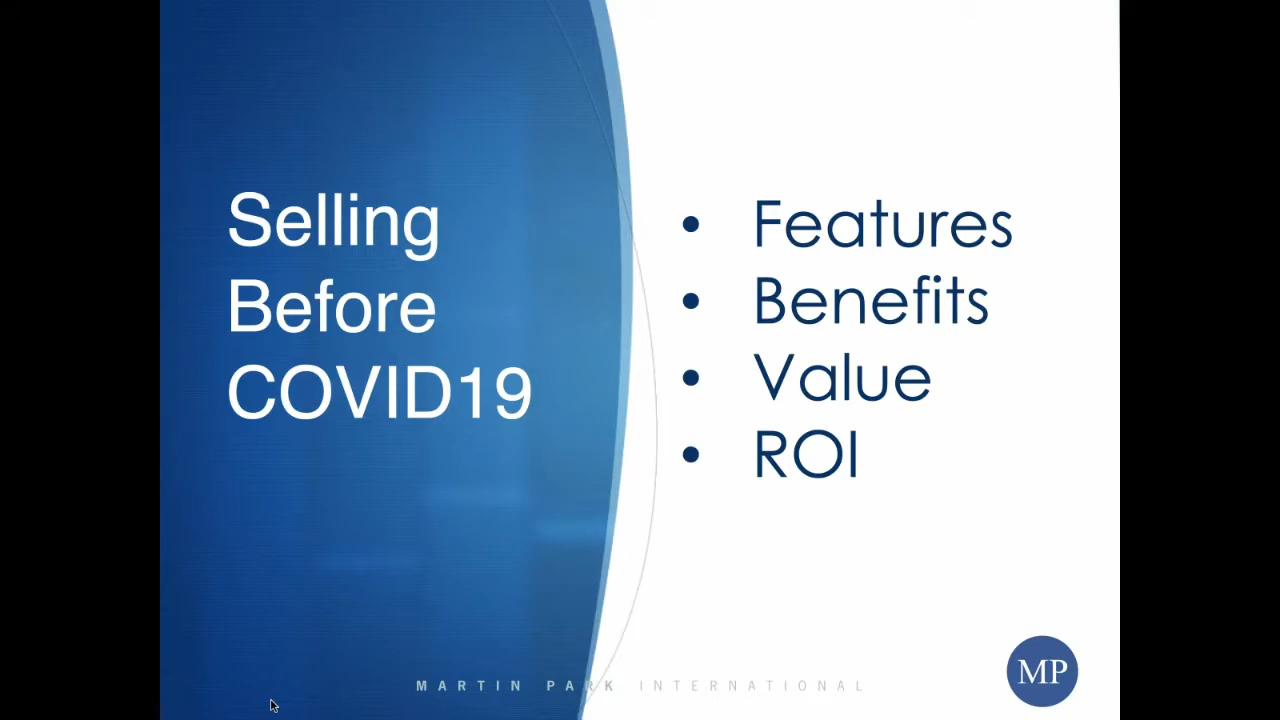 Selling
Before
COVID19
• Features
• Benefits
• Value
• ROI
MARTIN PARK INTERNATIONAL
MP